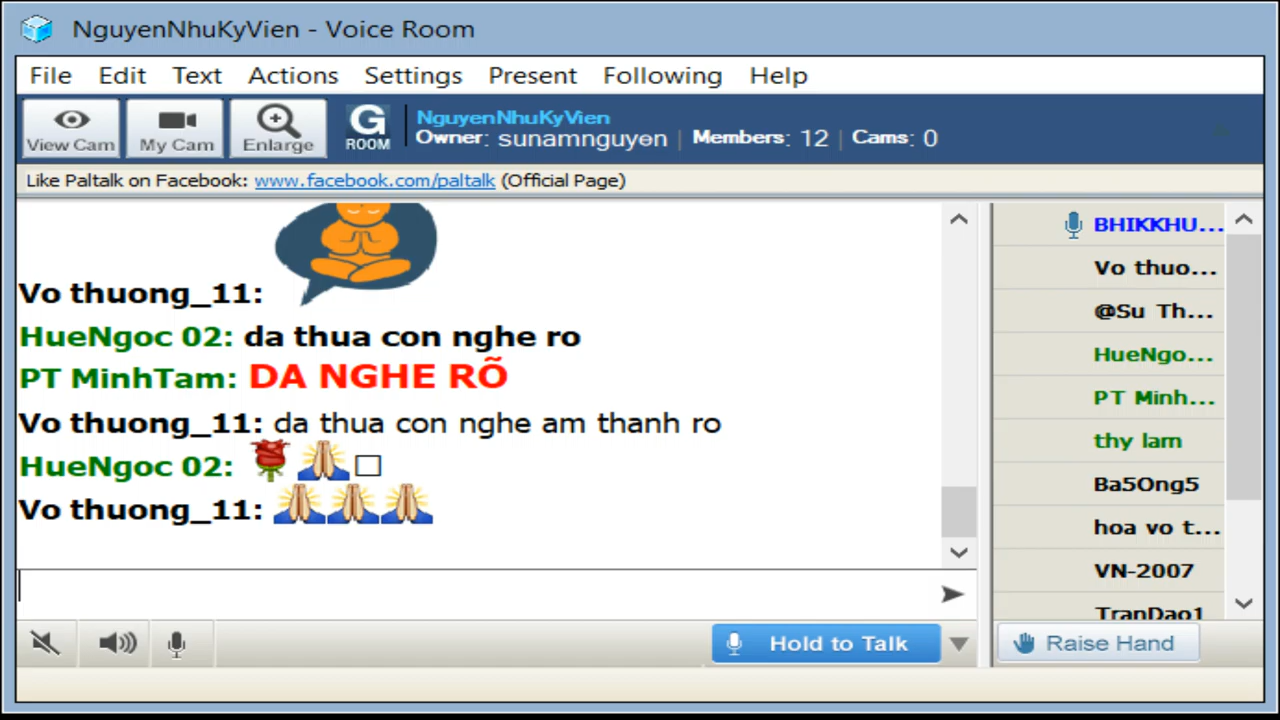 NguyenNhuKyVien - Voice Room
File Edit Text Actions Settings Present Following Help
View Cam My Cam Enlarge G ROOM
NguyenNhuKyVien
Owner: sunamnguyen | Members: 12 | Cams: 0
Like Paltalk on Facebook: www.facebook.com/paltalk (Official Page)
Vo thuong_11:
HueNgoc 02: da thua con nghe ro
PT MinhTam: DA NGHE RÕ
Vo thuong_11: da thua con nghe am thanh ro
HueNgoc 02:
Vo thuong_11:
BHIKKHU...
Vo thuo...
@Su Th...
HueNgo...
PT Minh...
thy lam
Ba5Ong5
hoa vo t...
VN-2007
TranDao1
Hold to Talk
Raise Hand